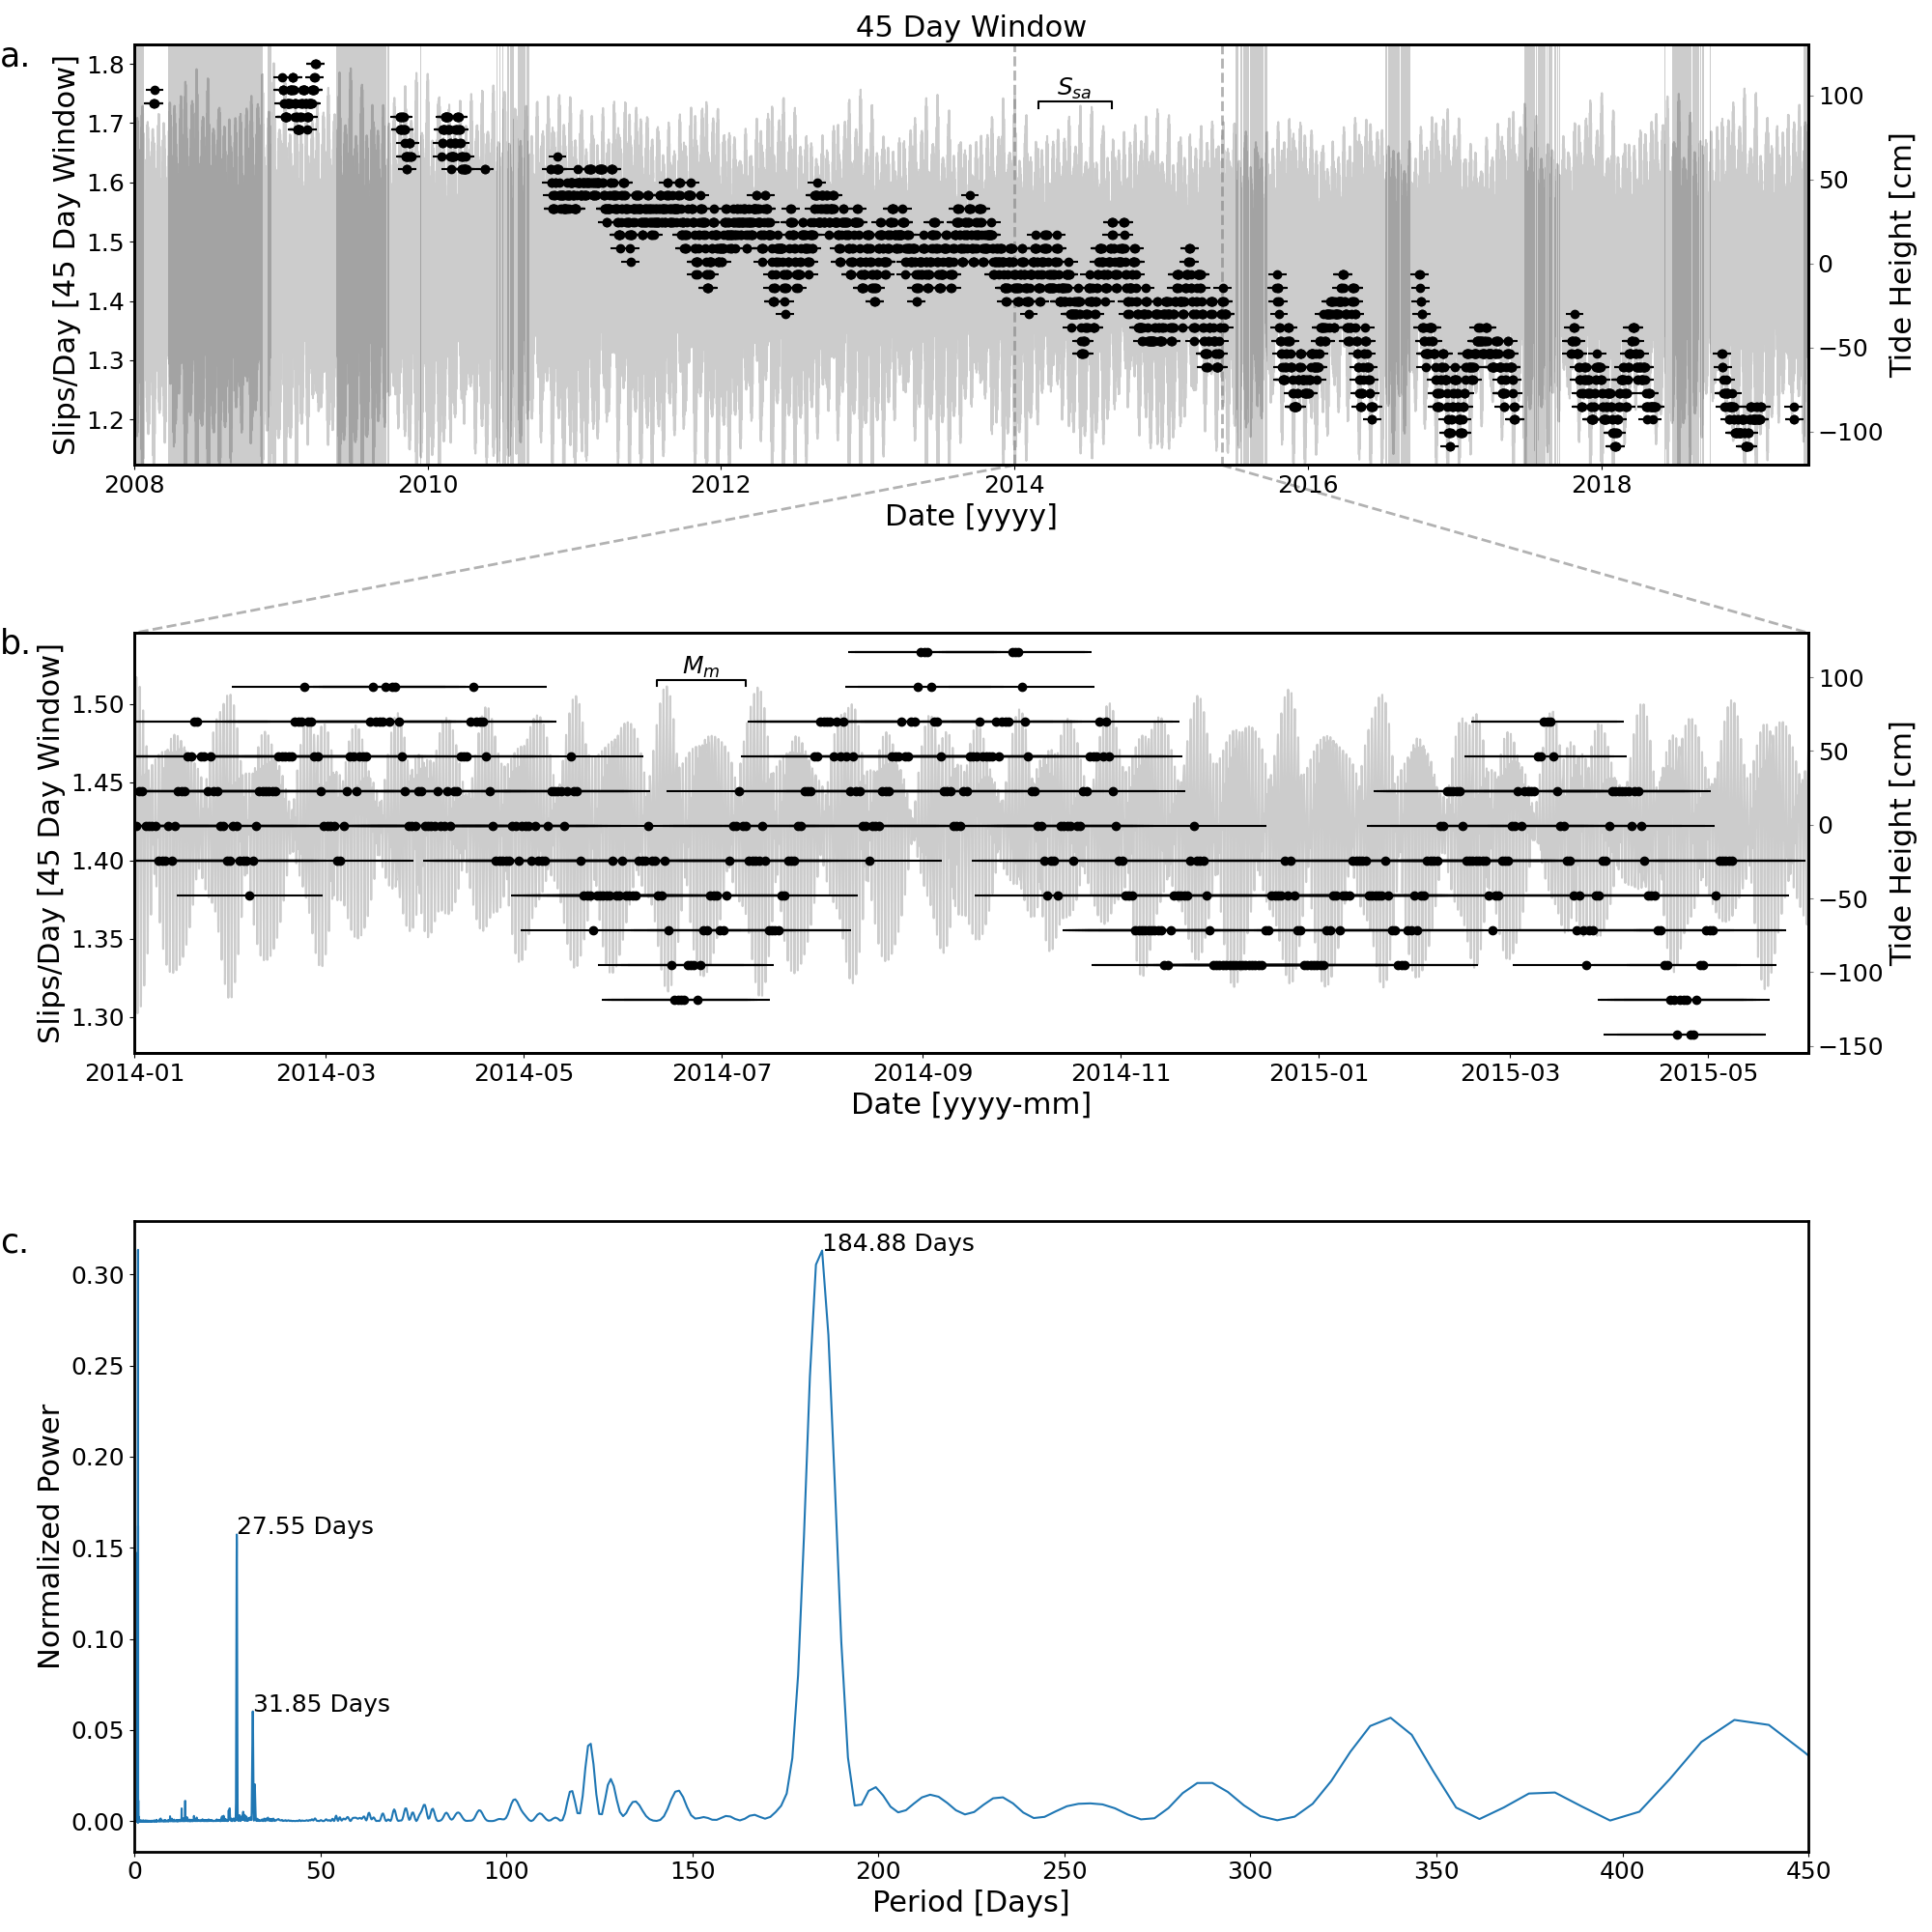 45 Day Window
a.
Slips/Day [45 Day Window]
1.8
1.7
1.6
1.5
1.4
1.3
1.2
S_sa
100
50
0
−50
−100
Tide Height [cm]
2008 2010 2012 2014 2016 2018
Date [yyyy]
b.
Slips/Day [45 Day Window]
1.50
1.45
1.40
1.35
1.30
M_m
100
50
0
−50
−100
−150
Tide Height [cm]
2014-01 2014-03 2014-05 2014-07 2014-09 2014-11 2015-01 2015-03 2015-05
Date [yyyy-mm]
c.
Normalized Power
0.30
0.25
0.20
0.15
0.10
0.05
0.00
184.88 Days
27.55 Days
31.85 Days
0 50 100 150 200 250 300 350 400 450
Period [Days]